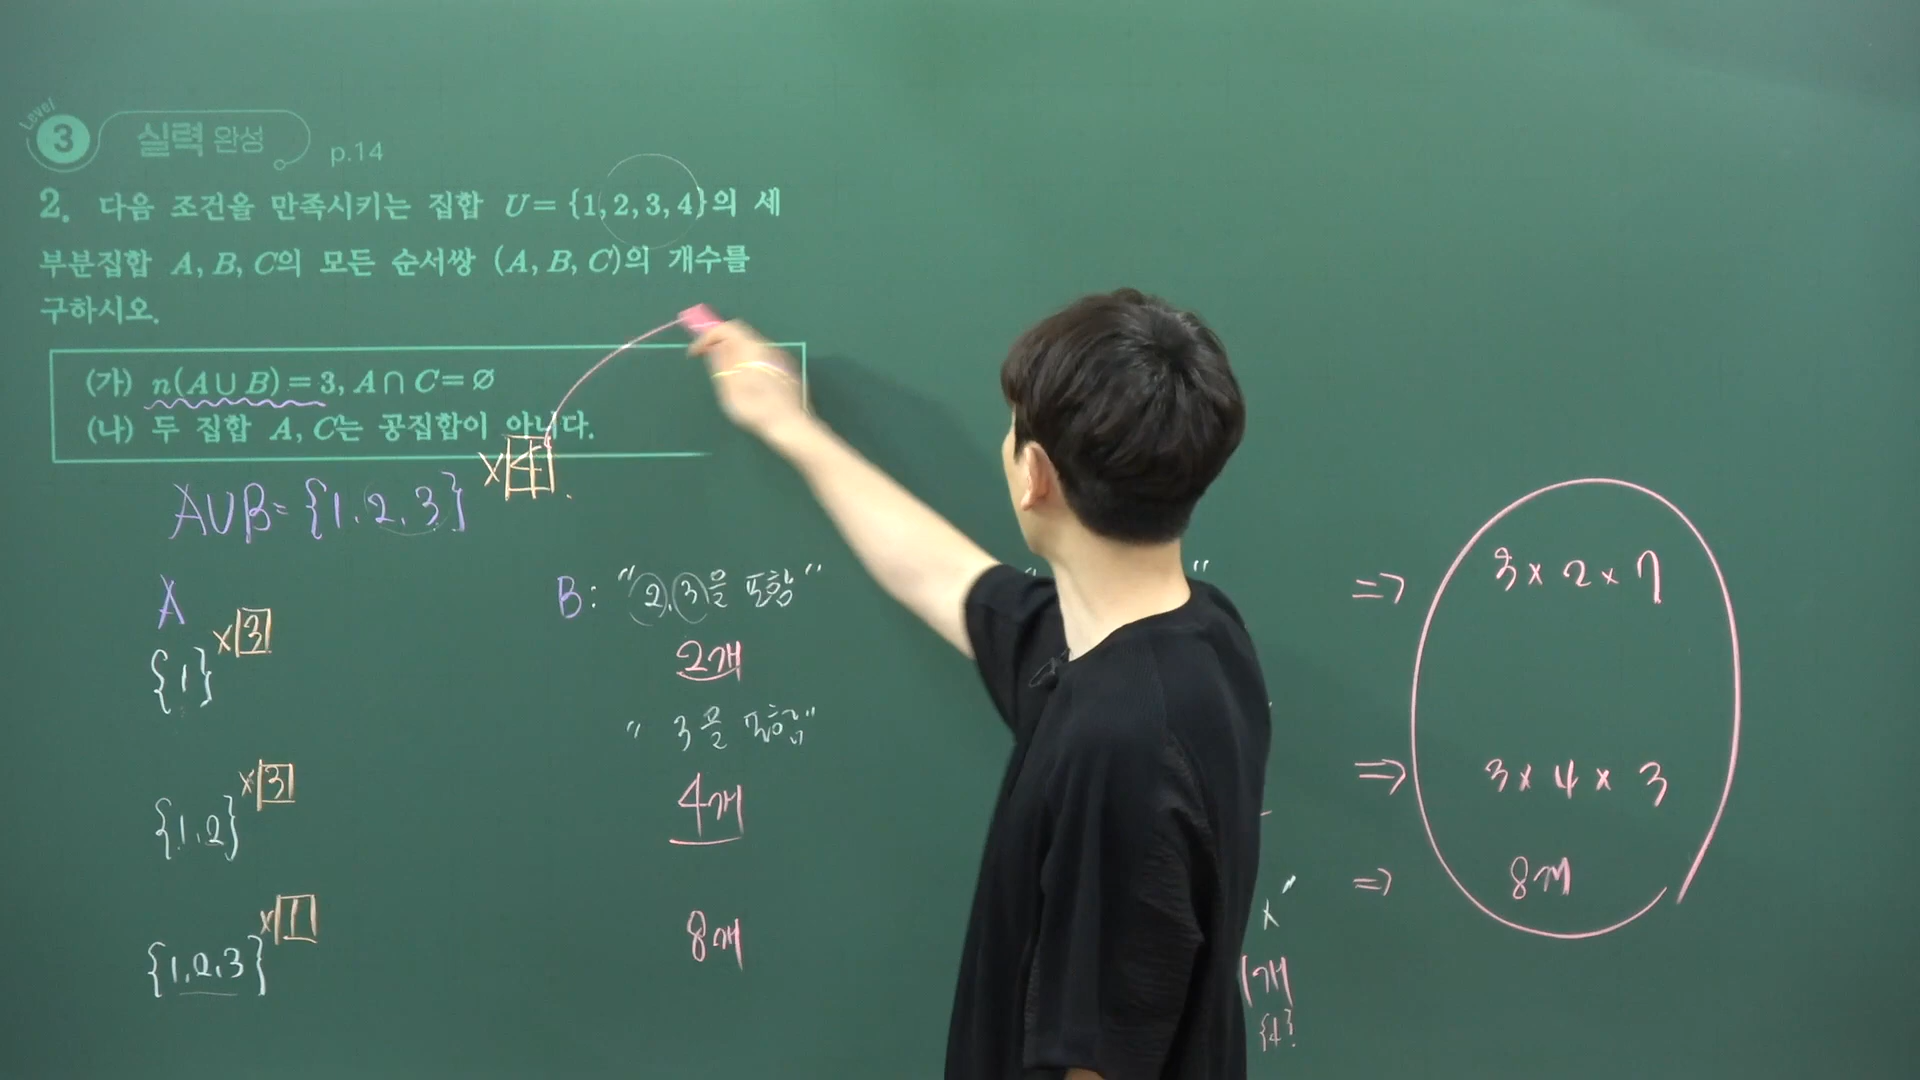 Level 3 실력 완성 p.14
2. 다음 조건을 만족시키는 집합 U = {1, 2, 3, 4}의 세
부분집합 A, B, C의 모든 순서쌍 (A, B, C)의 개수를
구하시오.
(가) n(A∪B) = 3, A∩C = ∅
(나) 두 집합 A, C는 공집합이 아니다.
A∪B = {1, 2, 3} ×4
A
B: "2, 3을 포함" "
{1} ×3
2개
⇒ 3 × 2 × 7
"3을 포함"
{1, 2} ×3
4개
⇒ 3 × 4 × 3
{1, 2, 3} ×1
8개
x"
⇒ 8개
1개
{4}